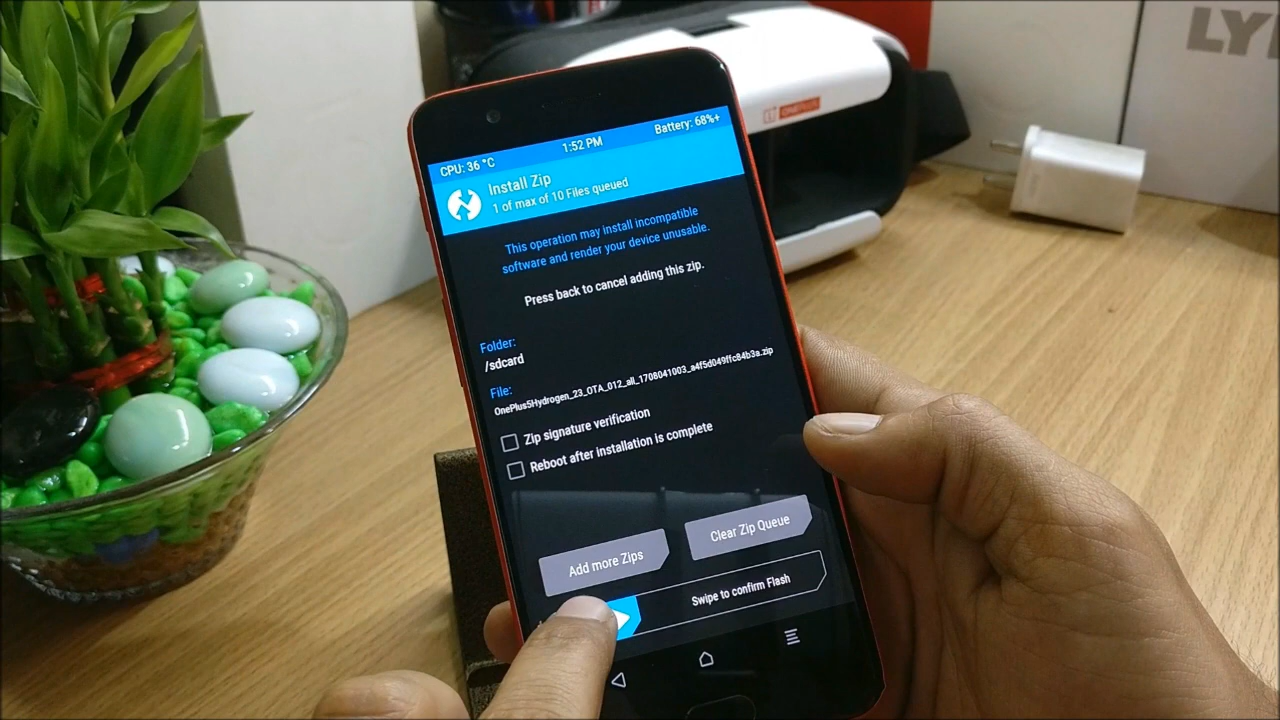 LY
ONEPLUS
CPU: 36 °C
1:52 PM
Battery: 68%+
Install Zip
1 of max of 10 Files queued
This operation may install incompatible
software and render your device unusable.
Press back to cancel adding this zip.
Folder:
/sdcard
File:
OnePlus5Hydrogen_23_OTA_012_all_1708041003_a4f5d049ffc84b3a.zip
Zip signature verification
Reboot after installation is complete
Add more Zips
Clear Zip Queue
Swipe to confirm Flash